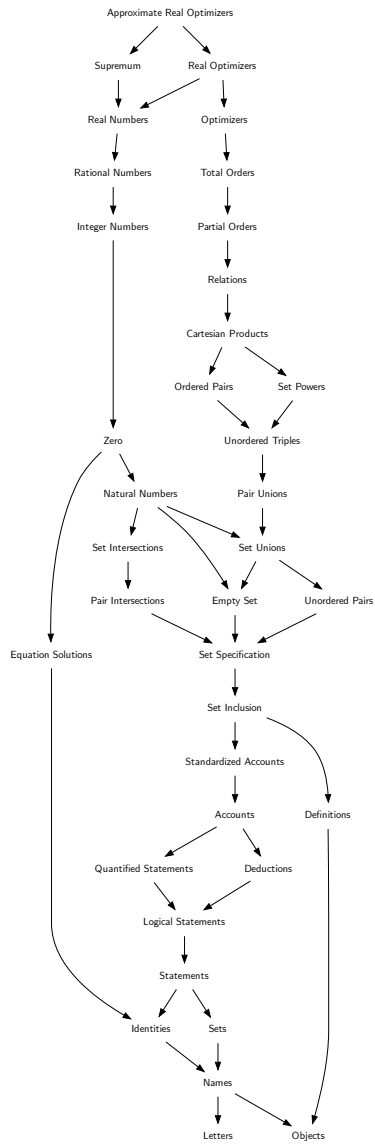 Approximate Real Optimizers
Supremum
Real Optimizers
Real Numbers
Optimizers
Rational Numbers
Total Orders
Integer Numbers
Partial Orders
Relations
Cartesian Products
Ordered Pairs
Set Powers
Zero
Unordered Triples
Natural Numbers
Pair Unions
Set Intersections
Set Unions
Pair Intersections
Empty Set
Unordered Pairs
Equation Solutions
Set Specification
Set Inclusion
Standardized Accounts
Accounts
Definitions
Quantified Statements
Deductions
Logical Statements
Statements
Identities
Sets
Names
Letters
Objects